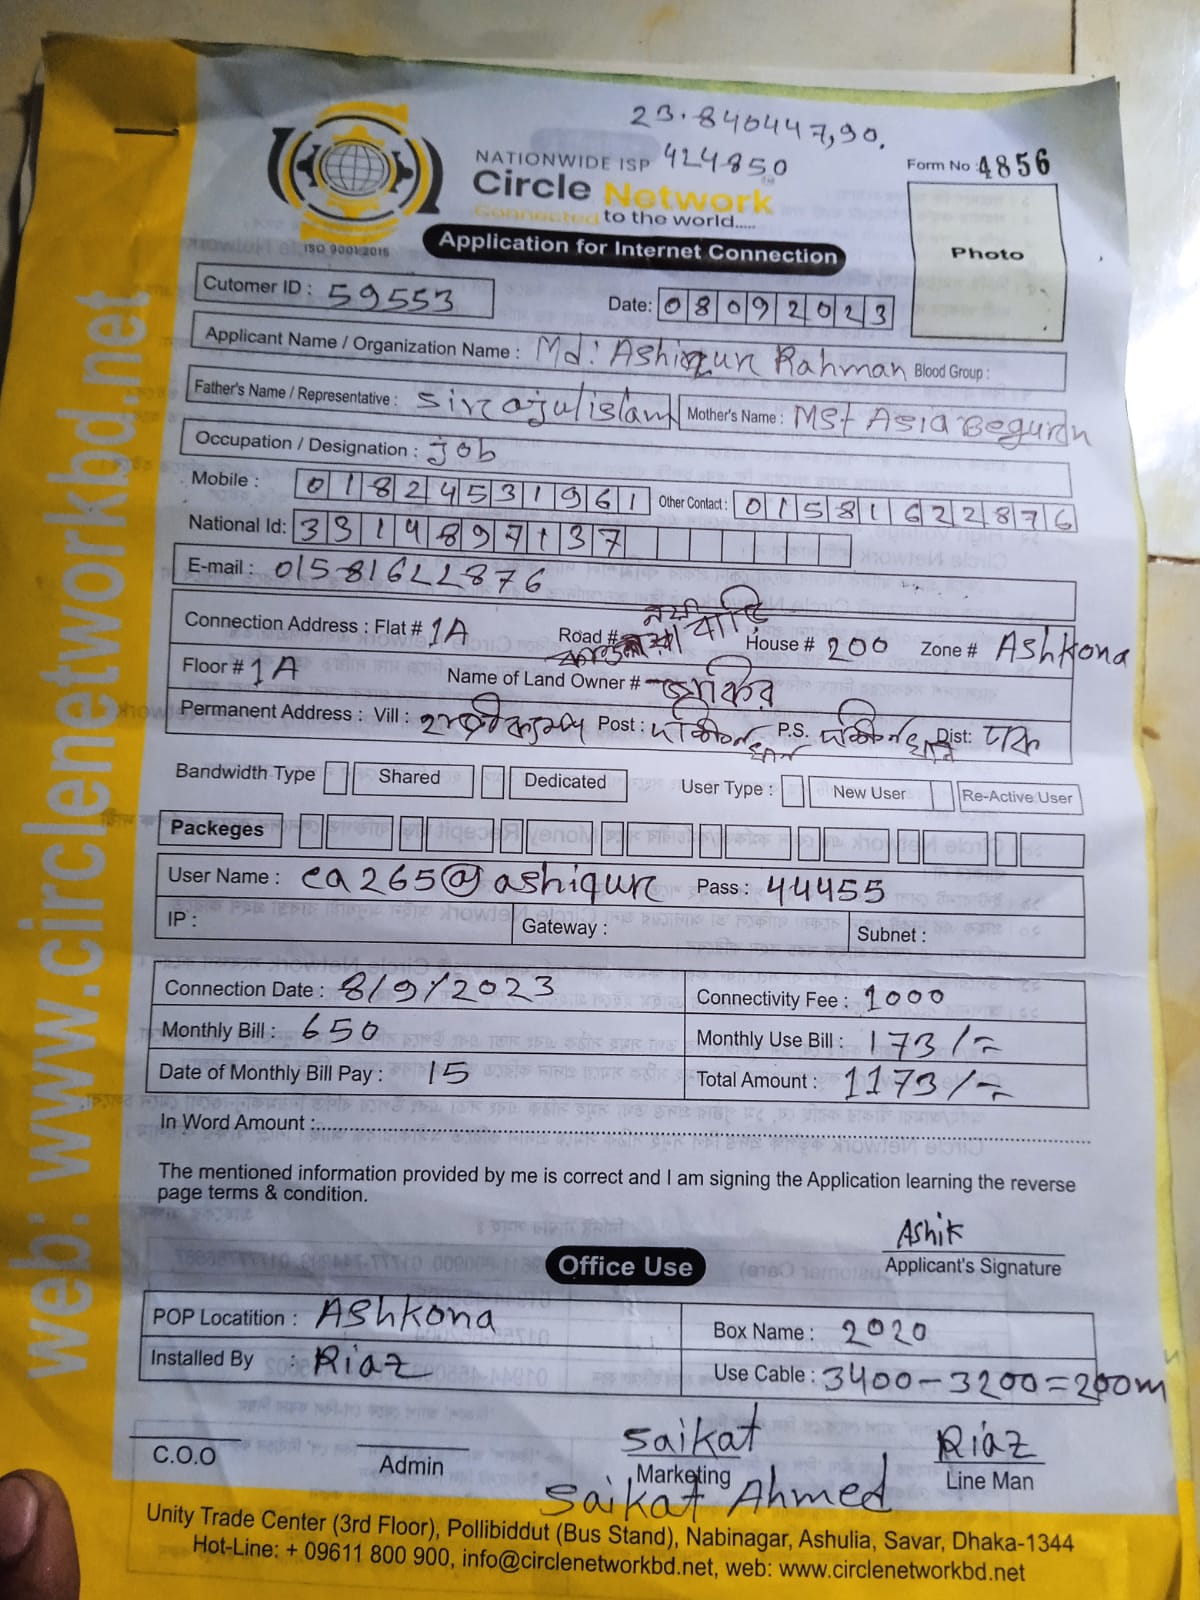 23.840447,90.
424850
NATIONWIDE ISP
Form No : 4856
Circle Network
Connected to the world.....
ISO 9001:2015
Application for Internet Connection
Photo
Cutomer ID : 59553
Date: 08092023
Applicant Name / Organization Name : Md: Ashiqur Rahman Blood Group :
Father's Name / Representative : Sirajul islam Mother's Name : MSt ASIA Begum
Occupation / Designation : job
Mobile : 01824531961 Other Contact : 01581622876
National Id: 3314897137
E-mail : 01581622876
Connection Address : Flat # 1A Road # বাড়ি House # 200 Zone # Ashkona
Floor # 1A Name of Land Owner # জাকির
Permanent Address : Vill : Post : দক্ষিনখান P.S. দক্ষিনখান Dist: ঢাকা
Bandwidth Type Shared Dedicated User Type : New User Re-Active User
Packeges
User Name : ca265@ashiqur Pass : 44455
IP : Gateway : Subnet :
Connection Date : 8/9/2023 Connectivity Fee : 1000
Monthly Bill : 650 Monthly Use Bill : 173/=
Date of Monthly Bill Pay : 15 Total Amount : 1173/=
In Word Amount :
The mentioned information provided by me is correct and I am signing the Application learning the reverse
page terms & condition.
Ashik
Applicant's Signature
Office Use
POP Locatition : Ashkona Box Name : 2020
Installed By : Riaz Use Cable : 3400-3200=200m
Saikat Riaz
C.O.O Admin Marketing Line Man
Saikat Ahmed
Unity Trade Center (3rd Floor), Pollibiddut (Bus Stand), Nabinagar, Ashulia, Savar, Dhaka-1344
Hot-Line: + 09611 800 900, info@circlenetworkbd.net, web: www.circlenetworkbd.net
web: www.circlenetworkbd.net